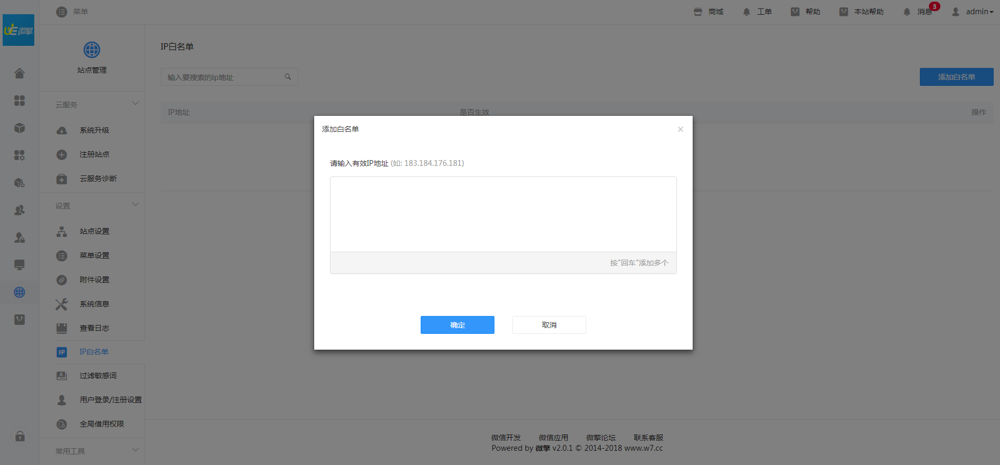 菜单
商城
工单
帮助
本站帮助
消息
3
admin
微擎
站点管理
云服务
系统升级
注册站点
云服务诊断
设置
站点设置
菜单设置
附件设置
系统信息
查看日志
IP
IP白名单
过滤敏感词
用户登录/注册设置
全局借用权限
常用工具
IP白名单
输入要搜索的ip地址
添加白名单
IP地址
是否生效
操作
添加白名单
×
请输入有效IP地址 (如: 183.184.176.181)
按"回车"添加多个
确定
取消
微信开发 微信应用 微擎论坛 联系客服
Powered by 微擎 v2.0.1 © 2014-2018 www.w7.cc